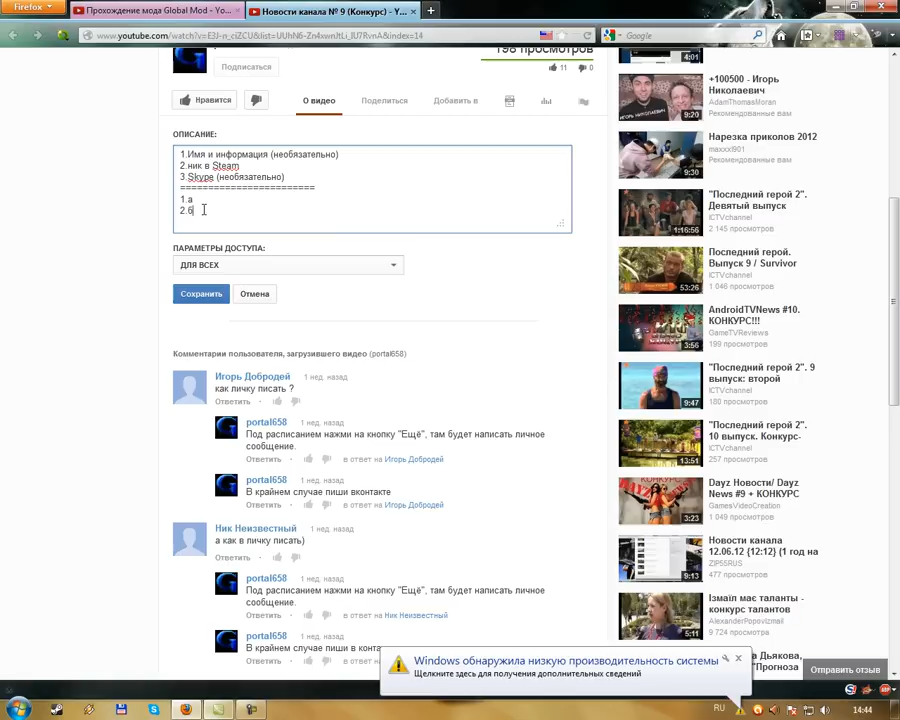 Firefox
Прохождение мода Global Mod - Yo...
Новости канала № 9 (Конкурс) - Y...
www.youtube.com/watch?v=E3J-n_ciZCU&list=UUhN6-Zn4xwnItLi_IU7RvnA&index=14
Google
198 просмотров
Подписаться
11
0
Нравится
О видео
Поделиться
Добавить в
ОПИСАНИЕ:
1.Имя и информация (необязательно)
2.ник в Steam
3.Skype (необязательно)
========================
1.а
2.б
ПАРАМЕТРЫ ДОСТУПА:
ДЛЯ ВСЕХ
Сохранить
Отмена
Комментарии пользователя, загрузившего видео (portal658)
Игорь Добродей 1 нед. назад
как личку писать ?
Ответить
portal658 1 нед. назад
Под расписанием нажми на кнопку "Ещё", там будет написать личное
сообщение.
Ответить · в ответ на Игорь Добродей
portal658 1 нед. назад
В крайнем случае пиши вконтакте
Ответить · в ответ на Игорь Добродей
Ник Неизвестный 1 нед. назад
а как в личку писать)
Ответить
portal658 1 нед. назад
Под расписанием нажми на кнопку "Ещё", там будет написать личное
сообщение.
Ответить · в ответ на Ник Неизвестный
portal658 1 нед. назад
В крайнем случае пиши в конта
Ответить · в отве
4:01
+100500 - Игорь
Николаевич
AdamThomasMoran
Рекомендованные вам
9:20
Нарезка приколов 2012
maxxxl901
Рекомендованные вам
"Последний герой 2".
Девятый выпуск
ICTVchannel
2 145 просмотров
1:16:56
Последний герой.
Выпуск 9 / Survivor
ICTVchannel
1 046 просмотров
53:26
AndroidTVNews #10.
КОНКУРС!!!
GameTVReviews
199 просмотров
3:56
"Последний герой 2". 9
выпуск: второй
ICTVchannel
180 просмотров
9:47
"Последний герой 2".
10 выпуск. Конкурс-
ICTVchannel
257 просмотров
13:51
Dayz Новости/ Dayz
News #9 + КОНКУРС
GamesVideoCreation
1 049 просмотров
3:23
Новости канала
12.06.12 {12:12} (1 год на
ZIP55RUS
477 просмотров
9:13
Ізмаїл має таланты -
конкурс талантов
AlexanderPopovIzmail
9 724 просмотра
5:11
Дьякова,
"Прогноза
Отправить отзыв
Windows обнаружила низкую производительность системы
Щелкните здесь для получения дополнительных сведений
RU
14:44